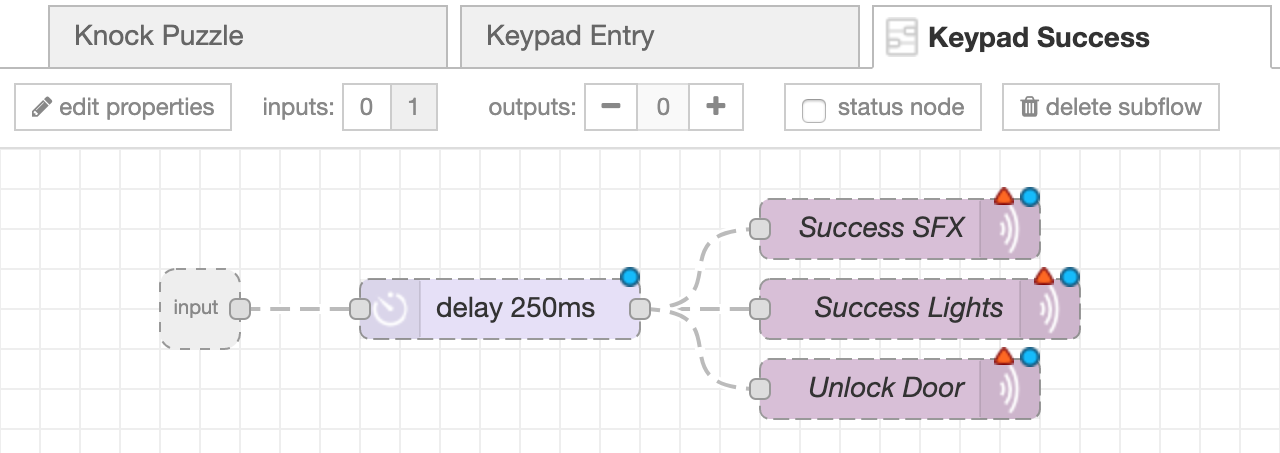 Knock Puzzle
Keypad Entry
Keypad Success
edit properties
inputs: 0 1
outputs: 0
status node
delete subflow
input
delay 250ms
Success SFX
Success Lights
Unlock Door